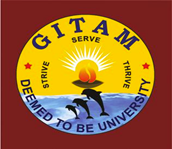 GITAM
STRIVE
SERVE
THRIVE
DEEMED TO BE UNIVERSITY